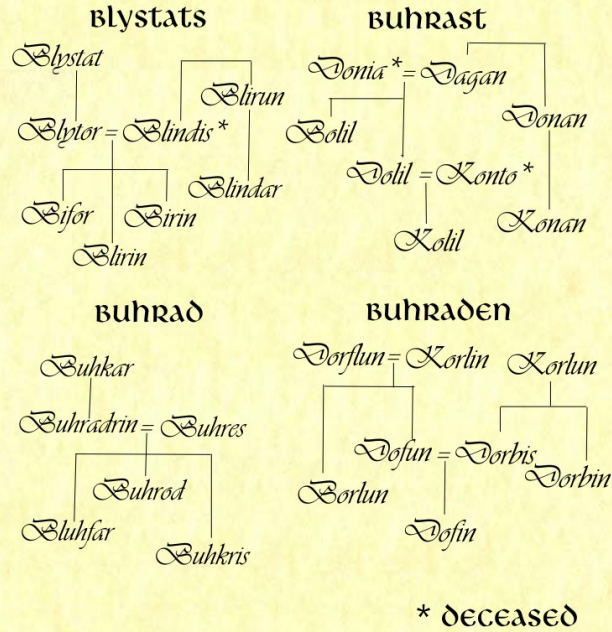 BLYSTATS
Blystat
Blirun
Blytor = Blindis *
Blindar
Bifor
Birin
Blirin
BUHRAST
Donia * = Dagan
Donan
Bolil
Dolil = Konto *
Konan
Kolil
BUHRAD
Buhkar
Buhradrin = Buhres
Buhrod
Bluhfar
Buhkris
BUHRADEN
Dorflun = Korlin
Korlun
Dofun = Dorbis
Dorbin
Borlun
Dofin
* DECEASED